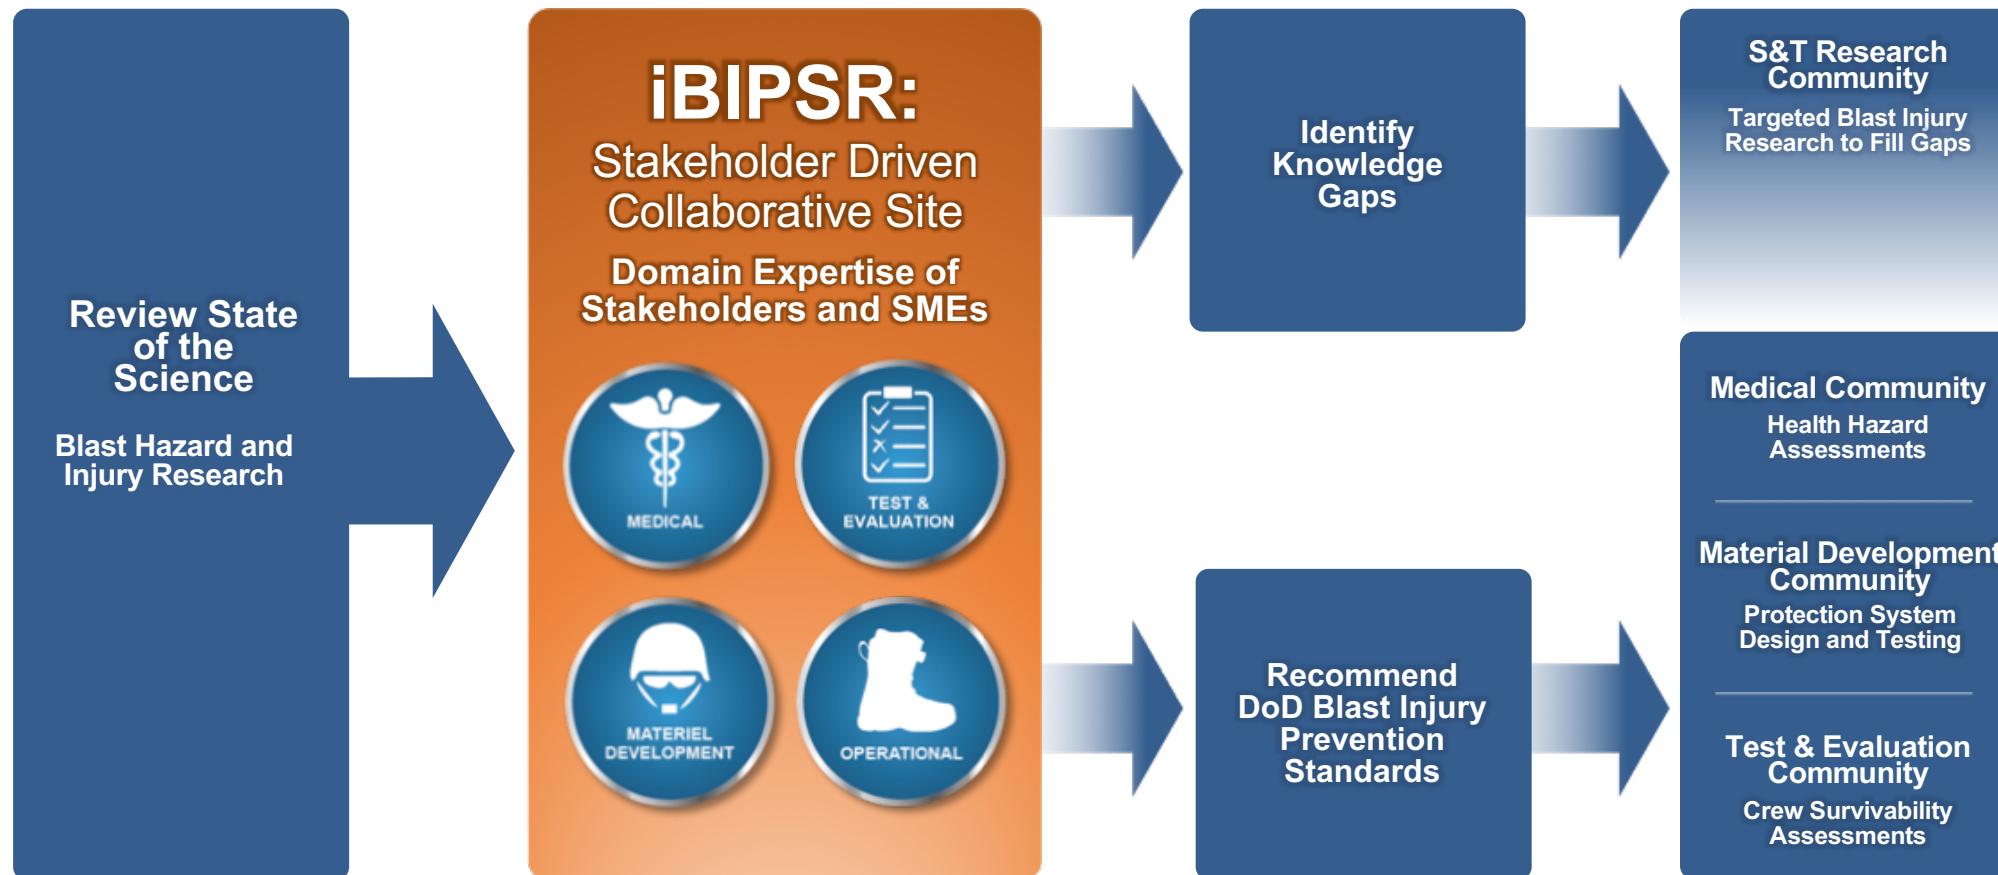 Review State
of the
Science
Blast Hazard and
Injury Research
iBIPSR:
Stakeholder Driven
Collaborative Site
Domain Expertise of
Stakeholders and SMEs
MEDICAL
TEST &
EVALUATION
MATERIEL
DEVELOPMENT
OPERATIONAL
Identify
Knowledge
Gaps
Recommend
DoD Blast Injury
Prevention
Standards
S&T Research
Community
Targeted Blast Injury
Research to Fill Gaps
Medical Community
Health Hazard
Assessments
Material Development
Community
Protection System
Design and Testing
Test & Evaluation
Community
Crew Survivability
Assessments